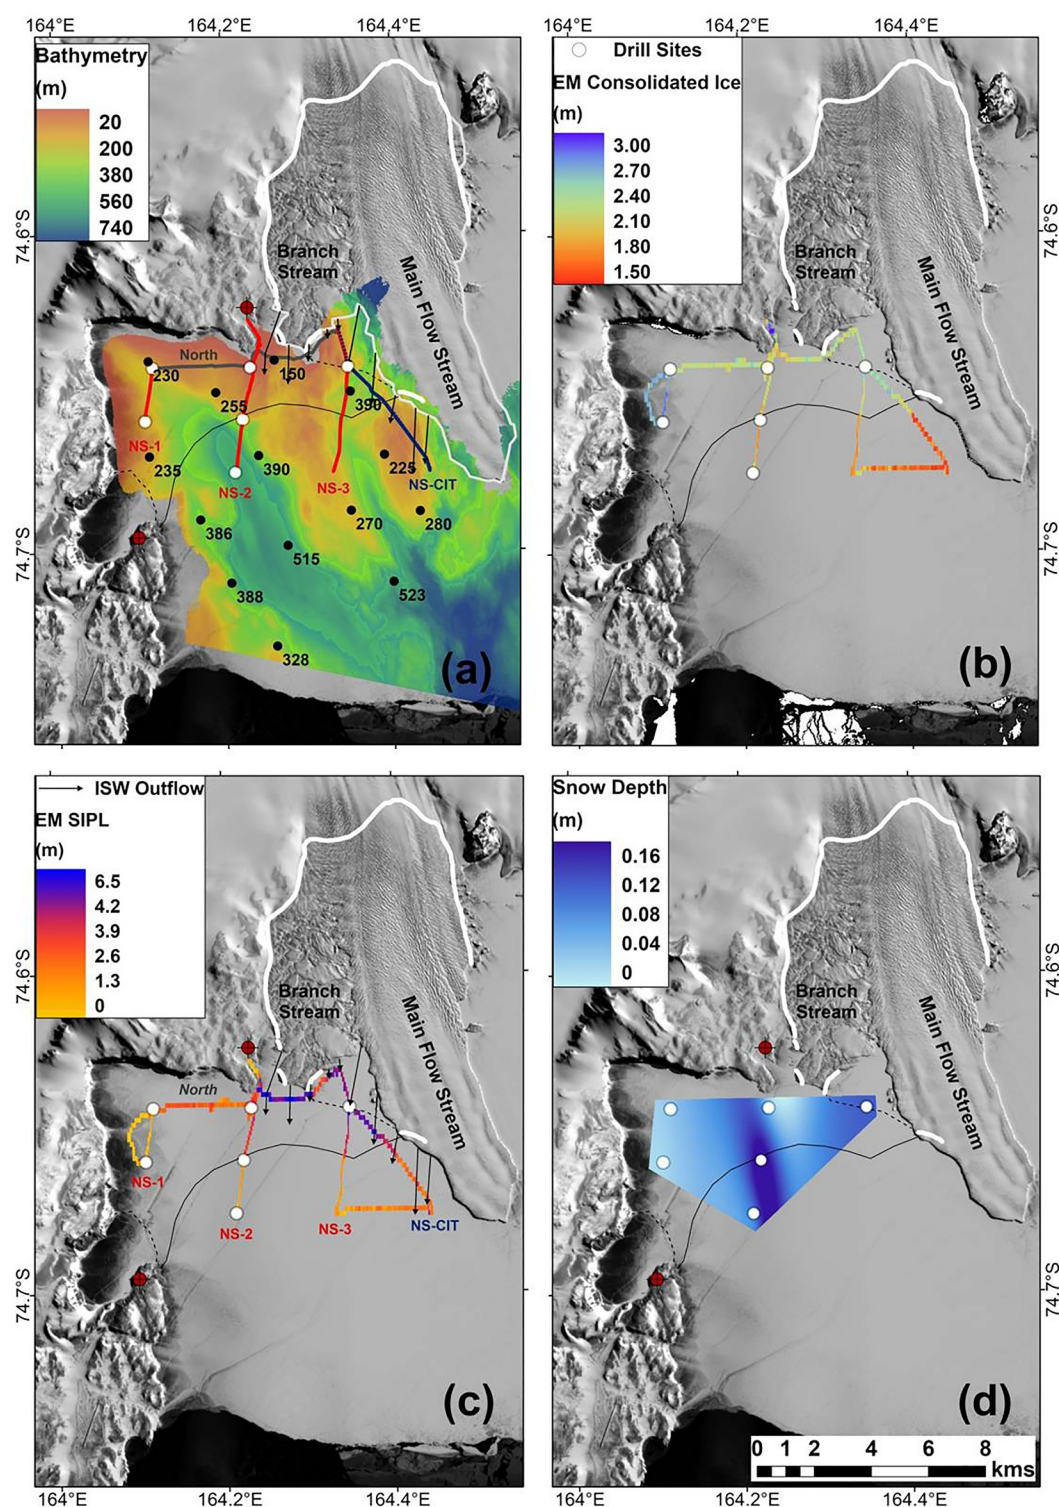 164°E 164.2°E 164.4°E
164°E 164.2°E 164.4°E
Bathymetry
(m)
20
200
380
560
740
74.6°S
74.7°S
Branch
Stream
Main Flow Stream
North
230
150
255
390
235
390
225
386
270
280
515
388
523
328
NS-1
NS-2
NS-3
NS-CIT
(a)
Drill Sites
EM Consolidated Ice
(m)
3.00
2.70
2.40
2.10
1.80
1.50
Branch
Stream
Main Flow Stream
74.6°S
74.7°S
(b)
ISW Outflow
EM SIPL
(m)
6.5
4.2
3.9
2.6
1.3
0
74.6°S
74.7°S
Branch
Stream
Main Flow Stream
North
NS-1
NS-2
NS-3
NS-CIT
(c)
Snow Depth
(m)
0.16
0.12
0.08
0.04
0
Branch
Stream
Main Flow Stream
74.6°S
74.7°S
(d)
0 1 2 4 6 8
kms
164°E 164.2°E 164.4°E
164°E 164.2°E 164.4°E